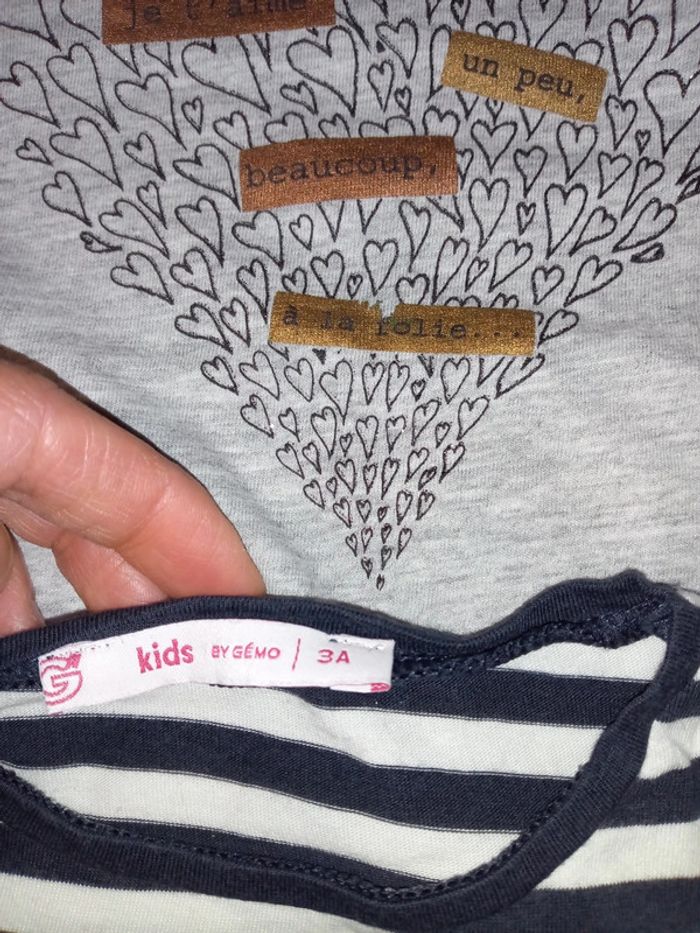 je t'aime
un peu,
beaucoup,
à la folie...
G kids BY GÉMO | 3A